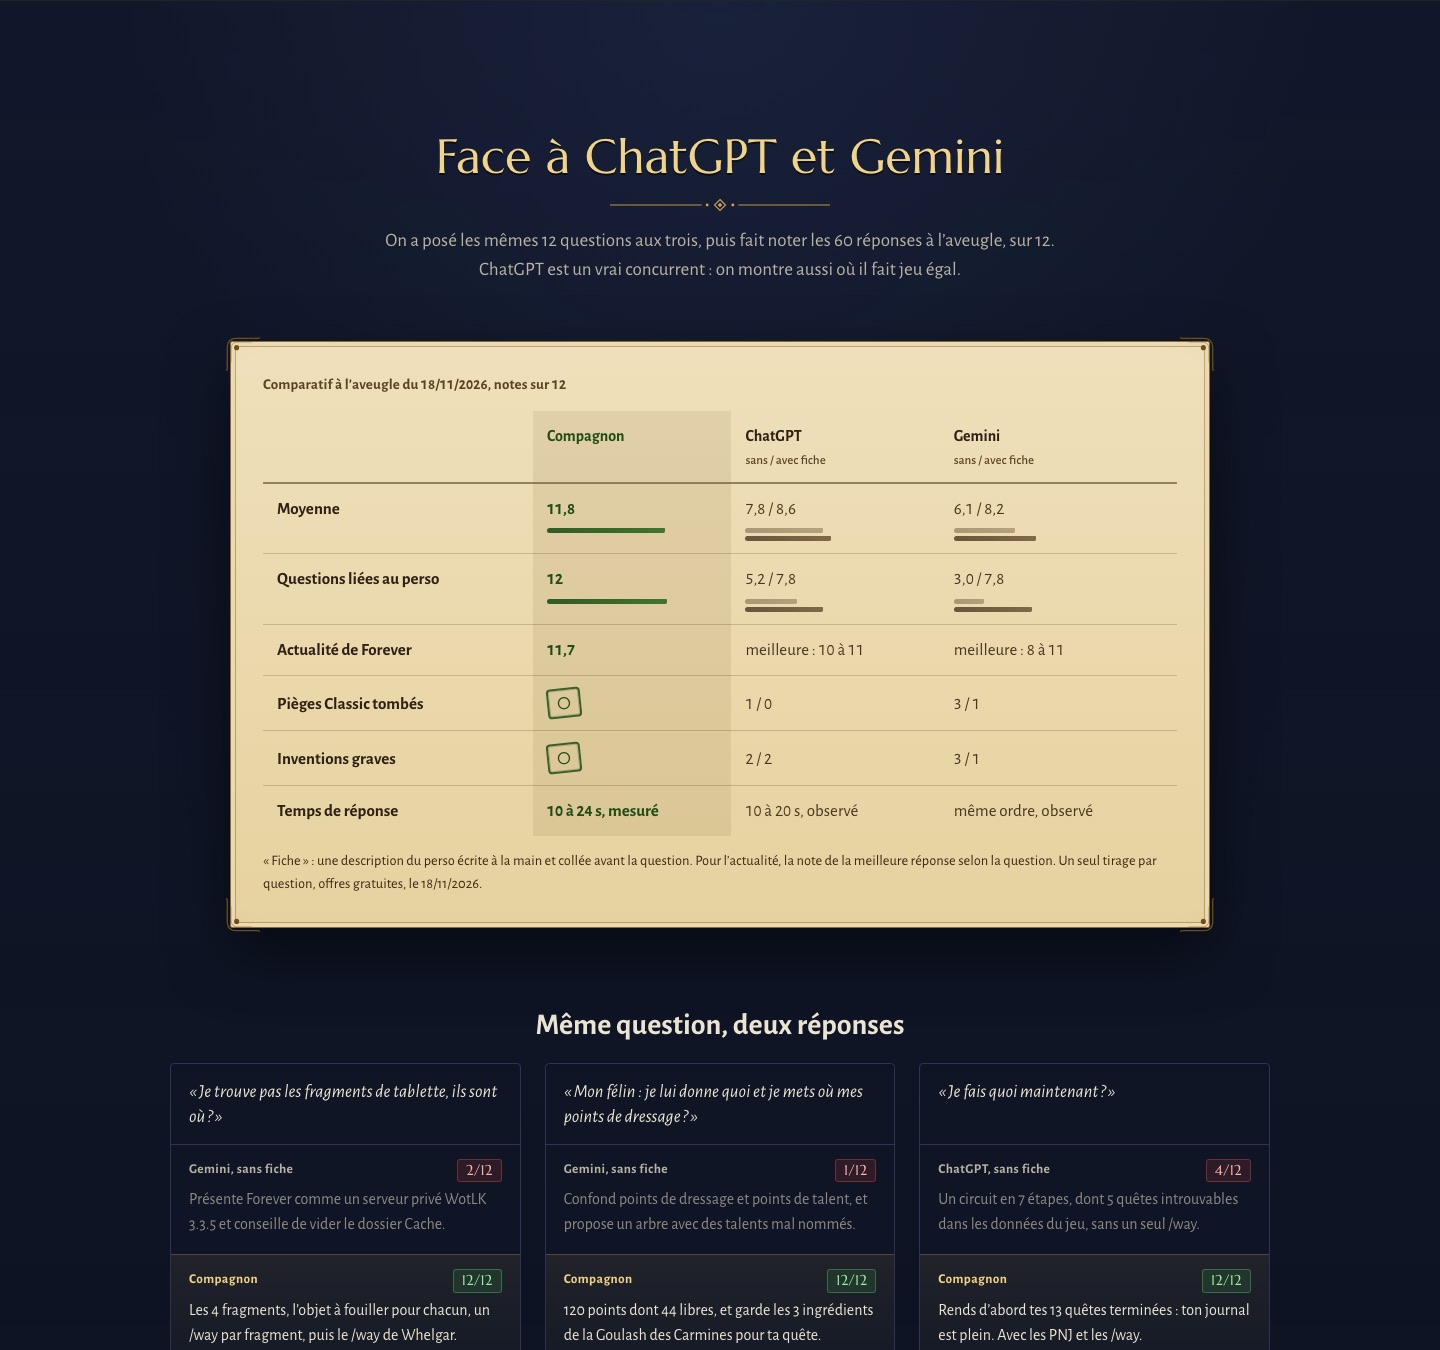 Face à ChatGPT et Gemini
On a posé les mêmes 12 questions aux trois, puis fait noter les 60 réponses à l’aveugle, sur 12.
ChatGPT est un vrai concurrent : on montre aussi où il fait jeu égal.
Comparatif à l’aveugle du 18/11/2026, notes sur 12
Compagnon ChatGPT Gemini
sans / avec fiche sans / avec fiche
Moyenne 11,8 7,8 / 8,6 6,1 / 8,2
Questions liées au perso 12 5,2 / 7,8 3,0 / 7,8
Actualité de Forever 11,7 meilleure : 10 à 11 meilleure : 8 à 11
Pièges Classic tombés 0 1 / 0 3 / 1
Inventions graves 0 2 / 2 3 / 1
Temps de réponse 10 à 24 s, mesuré 10 à 20 s, observé même ordre, observé
« Fiche » : une description du perso écrite à la main et collée avant la question. Pour l’actualité, la note de la meilleure réponse selon la question. Un seul tirage par
question, offres gratuites, le 18/11/2026.
Même question, deux réponses
« Je trouve pas les fragments de tablette, ils sont
où ? »
Gemini, sans fiche 2/12
Présente Forever comme un serveur privé WotLK
3.3.5 et conseille de vider le dossier Cache.
Compagnon 12/12
Les 4 fragments, l’objet à fouiller pour chacun, un
/way par fragment, puis le /way de Whelgar.
« Mon félin : je lui donne quoi et je mets où mes
points de dressage ? »
Gemini, sans fiche 1/12
Confond points de dressage et points de talent, et
propose un arbre avec des talents mal nommés.
Compagnon 12/12
120 points dont 44 libres, et garde les 3 ingrédients
de la Goulash des Carmines pour ta quête.
« Je fais quoi maintenant ? »
ChatGPT, sans fiche 4/12
Un circuit en 7 étapes, dont 5 quêtes introuvables
dans les données du jeu, sans un seul /way.
Compagnon 12/12
Rends d’abord tes 13 quêtes terminées : ton journal
est plein. Avec les PNJ et les /way.